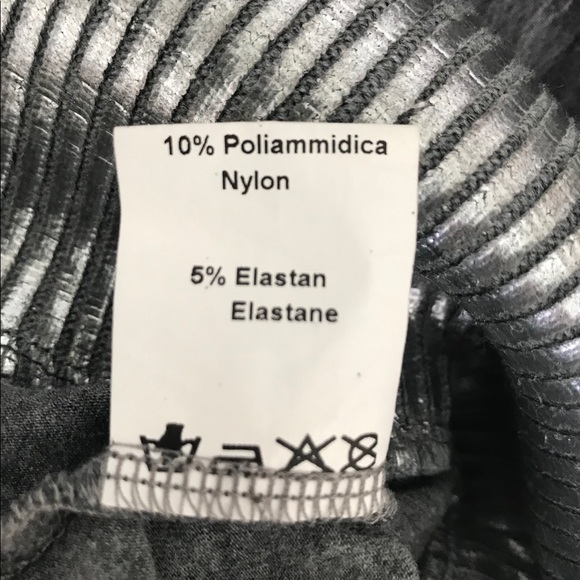 10% Poliammidica
Nylon
5% Elastan
Elastane